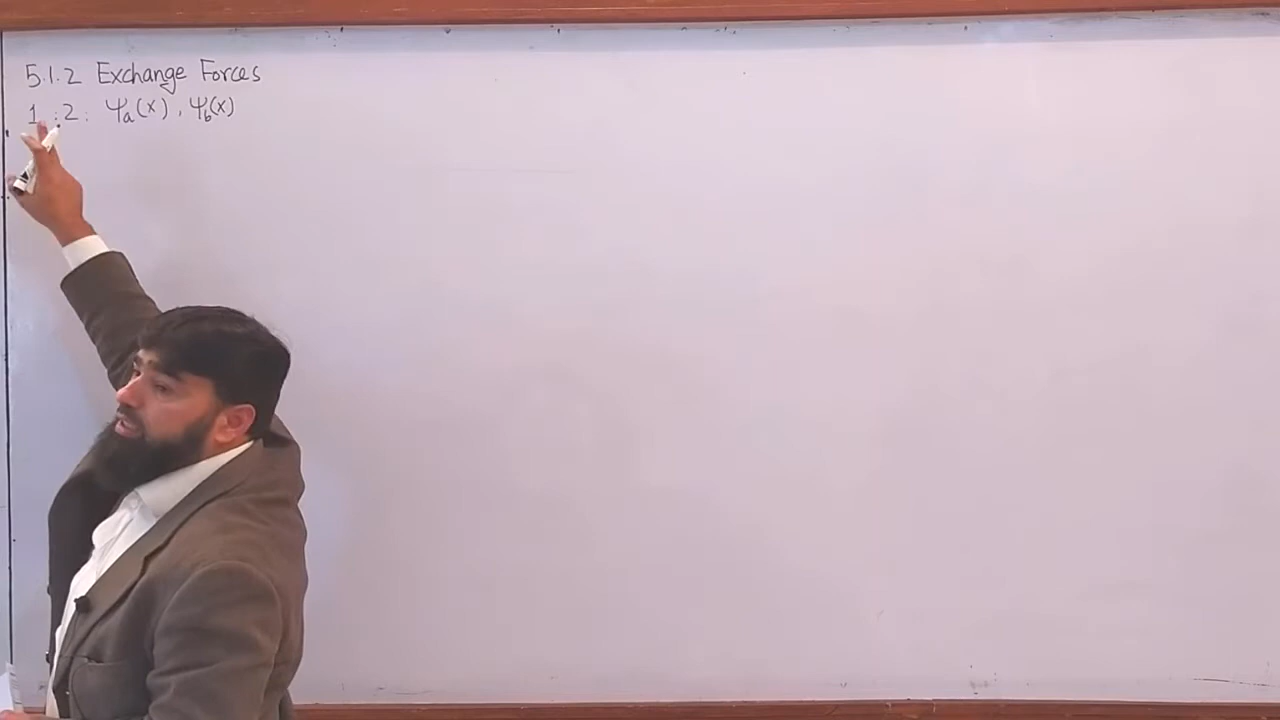 5.1.2 Exchange Forces
1 : 2 : Ψa(x) , Ψb(x)